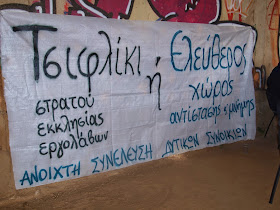 Τσιφλίκι ή Ελεύθερος
στρατού χώρος
εκκλησίας αντίστασης κ' μνήμης
εργολάβων
ΑΝΟΙΧΤΗ ΣΥΝΕΛΕΥΣΗ ΔΥΤΙΚΩΝ ΣΥΝΟΙΚΙΩΝ